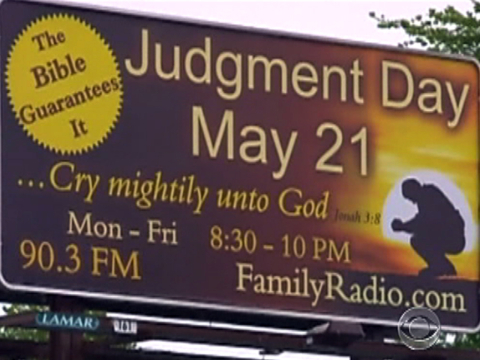 The
Bible
Guarantees
It
Judgment Day
May 21
...Cry mightily unto God Jonah 3:8
Mon - Fri 8:30 - 10 PM
90.3 FM FamilyRadio.com
LAMAR
©CBS